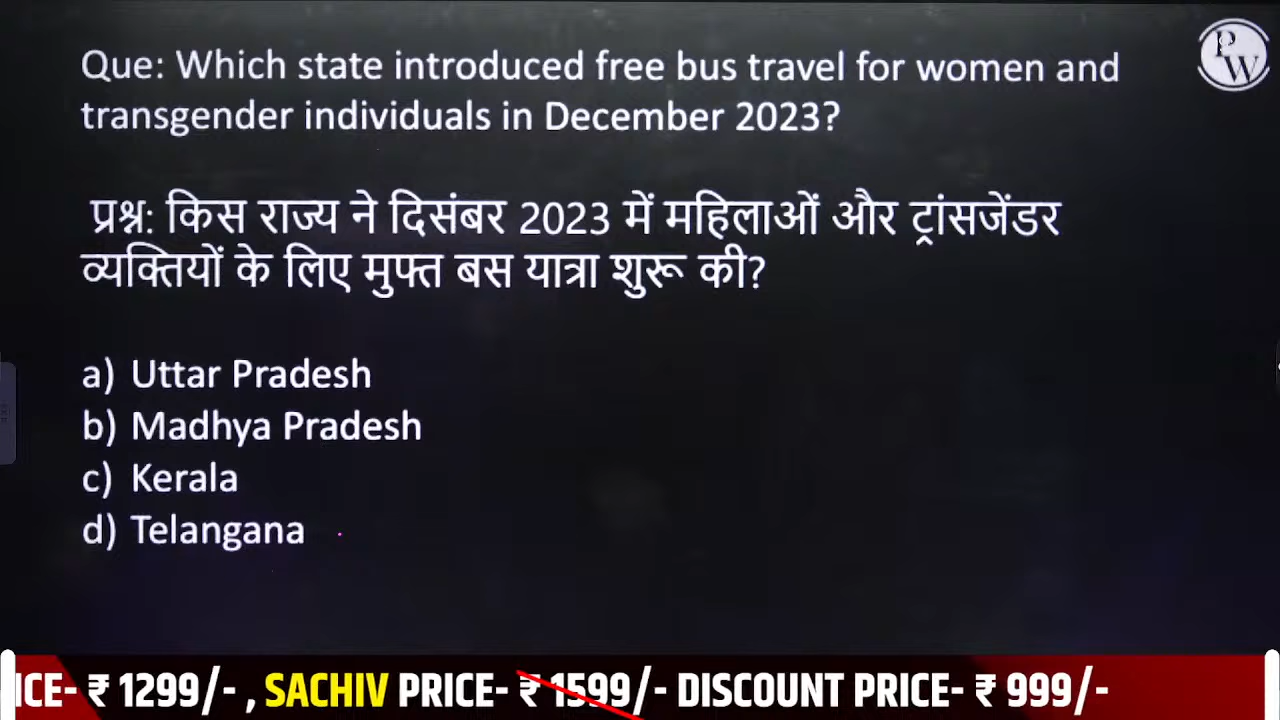 Que: Which state introduced free bus travel for women and
transgender individuals in December 2023?
प्रश्न: किस राज्य ने दिसंबर 2023 में महिलाओं और ट्रांसजेंडर
व्यक्तियों के लिए मुफ्त बस यात्रा शुरू की?
a) Uttar Pradesh
b) Madhya Pradesh
c) Kerala
d) Telangana
PW
ICE- ₹ 1299/- , SACHIV PRICE- ₹ 1599/- DISCOUNT PRICE- ₹ 999/-